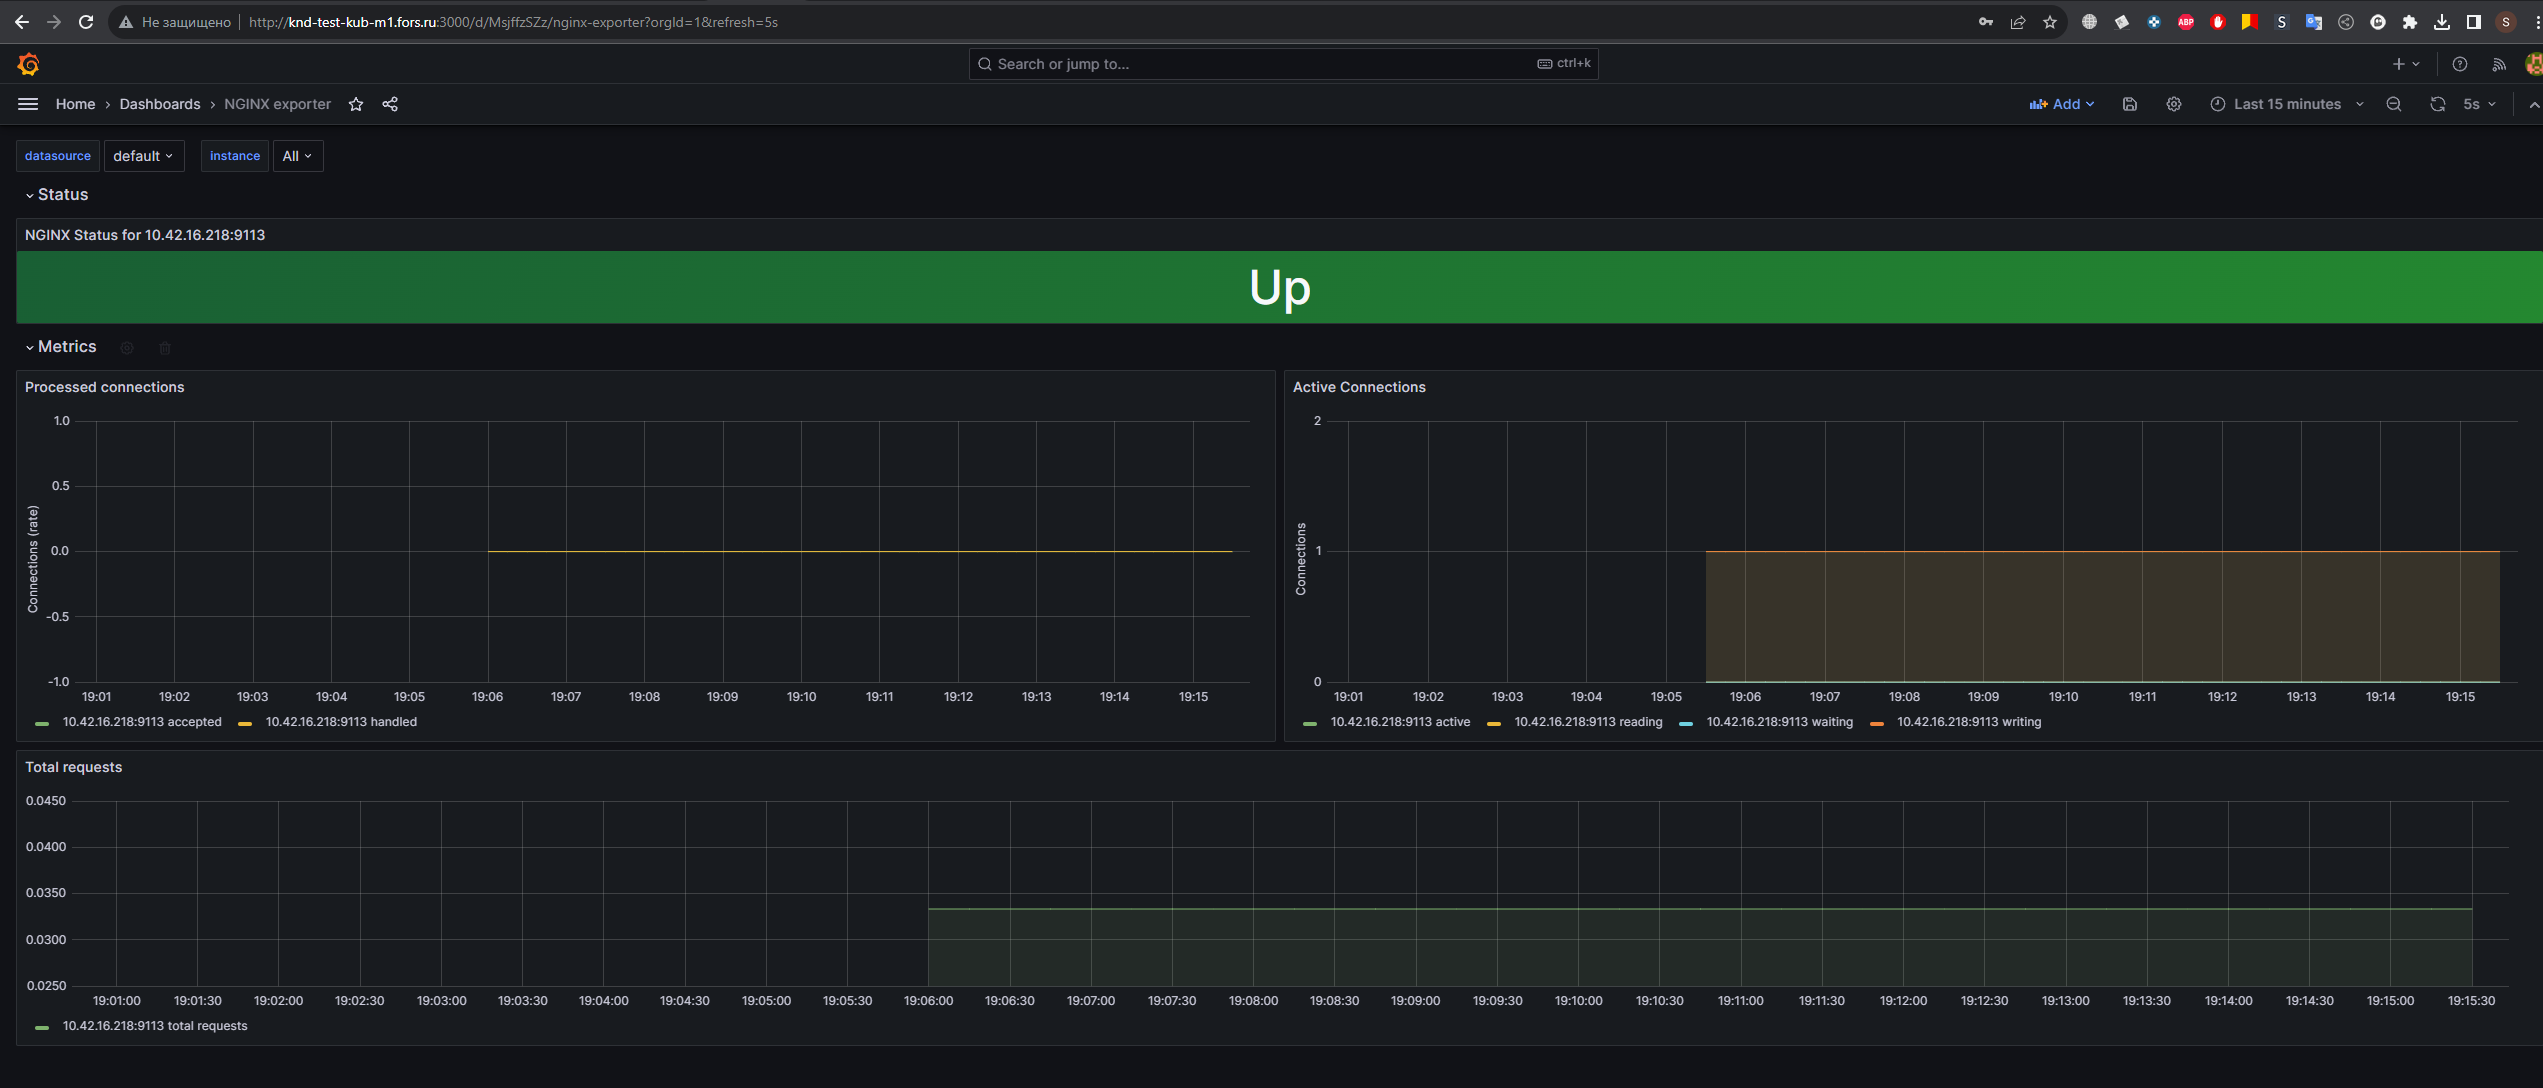 Не защищено | http://knd-test-kub-m1.fors.ru:3000/d/MsjffzSZz/nginx-exporter?orgId=1&refresh=5s
ABP S S
Search or jump to... ctrl+k
Home › Dashboards › NGINX exporter Add Last 15 minutes 5s
datasource default instance All
Status
NGINX Status for 10.42.16.218:9113
Up
Metrics
Processed connections
1.0
0.5
0.0
-0.5
-1.0
Connections (rate)
19:01 19:02 19:03 19:04 19:05 19:06 19:07 19:08 19:09 19:10 19:11 19:12 19:13 19:14 19:15
10.42.16.218:9113 accepted 10.42.16.218:9113 handled
Active Connections
2
1
0
Connections
19:01 19:02 19:03 19:04 19:05 19:06 19:07 19:08 19:09 19:10 19:11 19:12 19:13 19:14 19:15
10.42.16.218:9113 active 10.42.16.218:9113 reading 10.42.16.218:9113 waiting 10.42.16.218:9113 writing
Total requests
0.0450
0.0400
0.0350
0.0300
0.0250
19:01:00 19:01:30 19:02:00 19:02:30 19:03:00 19:03:30 19:04:00 19:04:30 19:05:00 19:05:30 19:06:00 19:06:30 19:07:00 19:07:30 19:08:00 19:08:30 19:09:00 19:09:30 19:10:00 19:10:30 19:11:00 19:11:30 19:12:00 19:12:30 19:13:00 19:13:30 19:14:00 19:14:30 19:15:00 19:15:30
10.42.16.218:9113 total requests